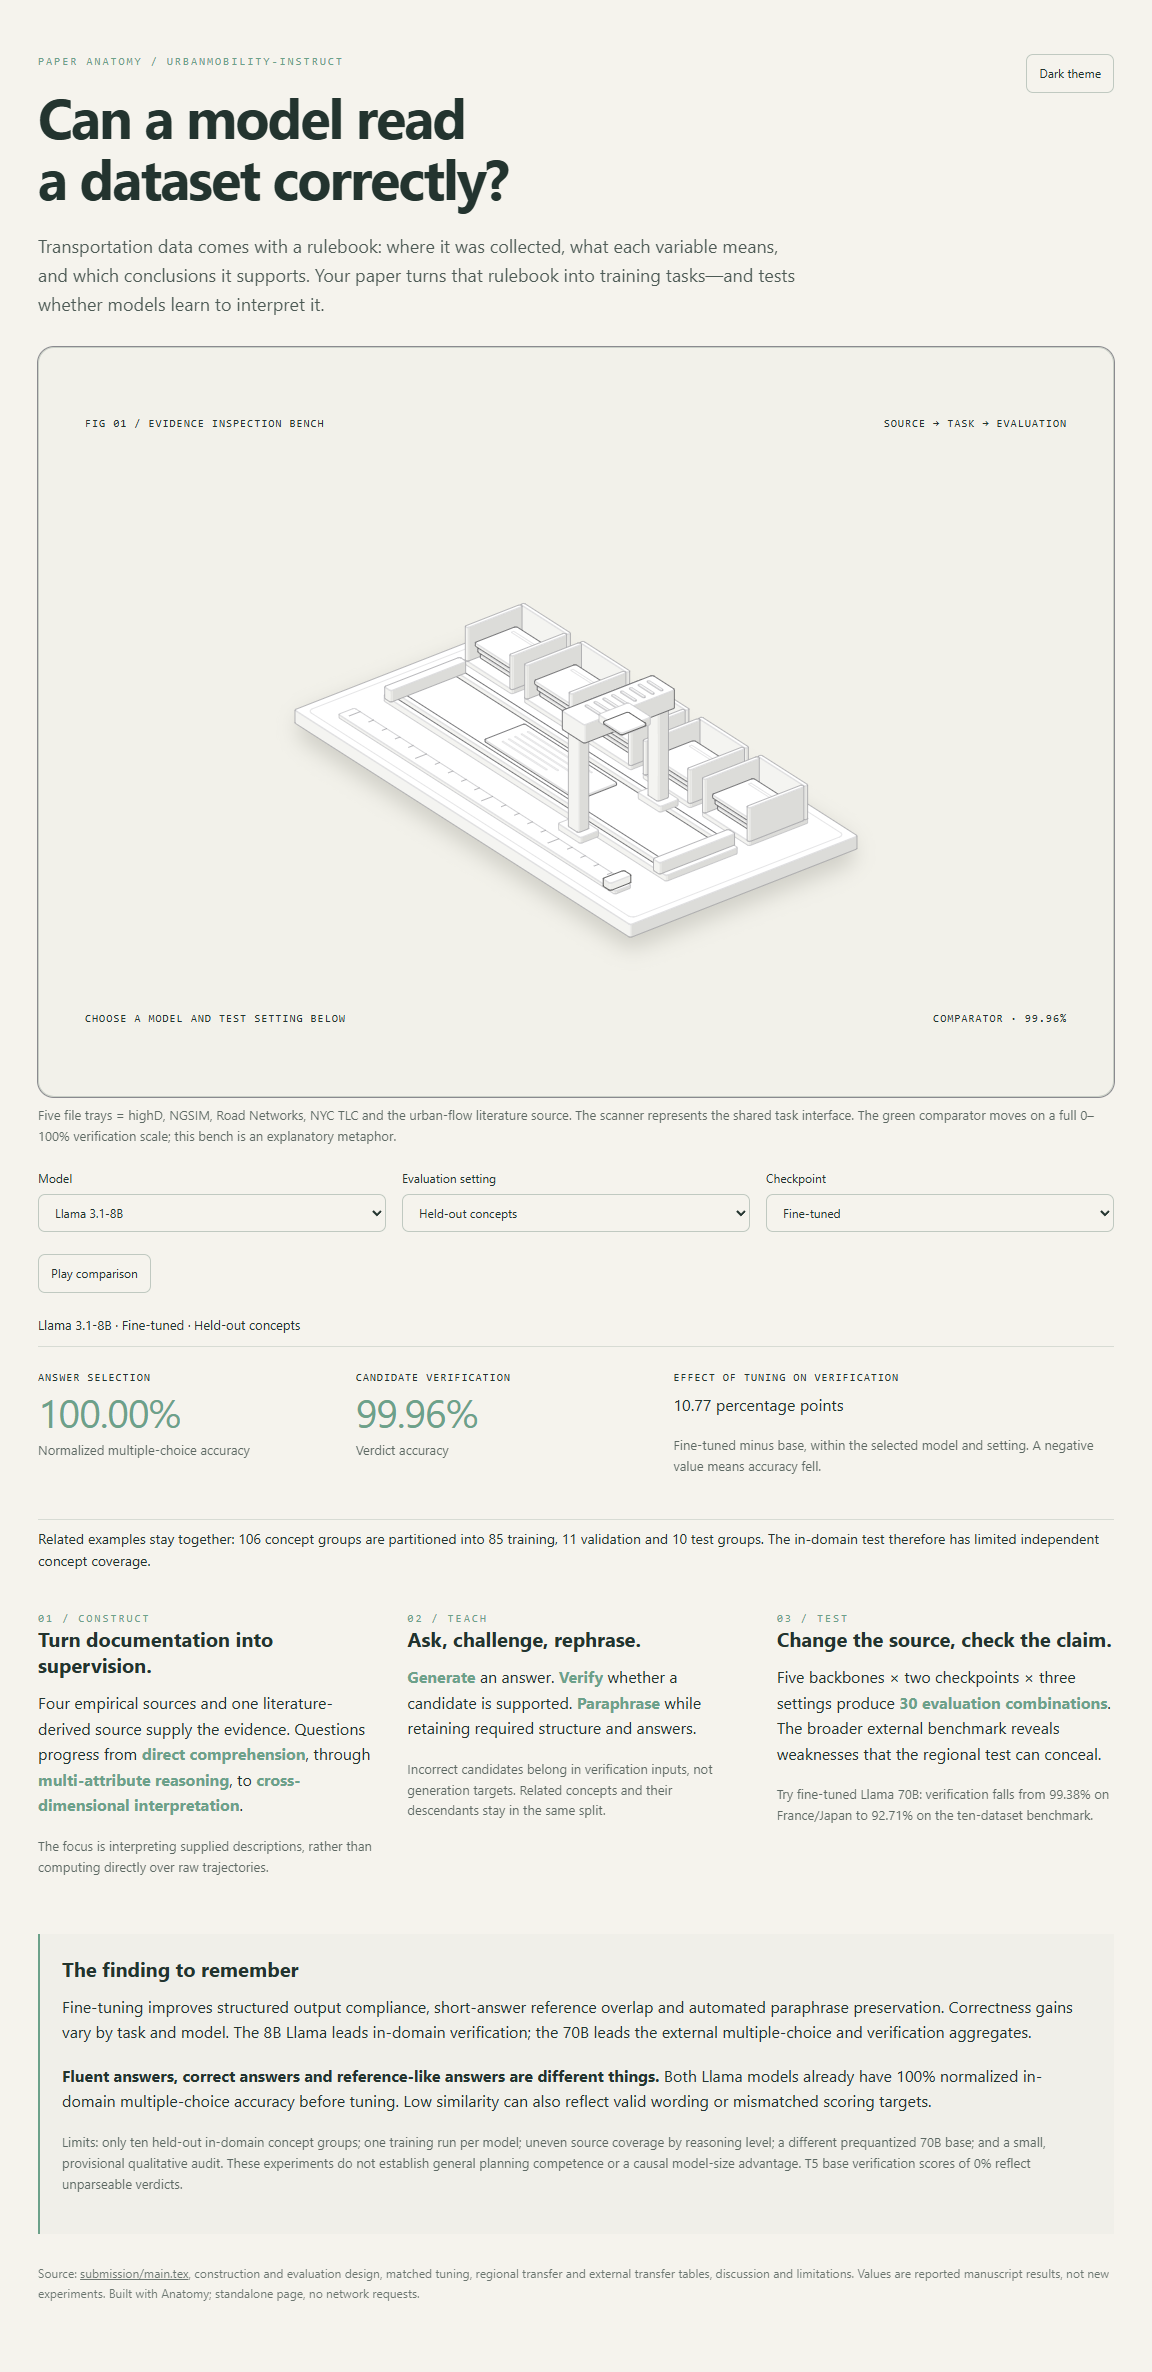 PAPER ANATOMY / URBANMOBILITY-INSTRUCT
Dark theme
Can a model read
a dataset correctly?
Transportation data comes with a rulebook: where it was collected, what each variable means,
and which conclusions it supports. Your paper turns that rulebook into training tasks—and tests
whether models learn to interpret it.
FIG 01 / EVIDENCE INSPECTION BENCH
SOURCE → TASK → EVALUATION
CHOOSE A MODEL AND TEST SETTING BELOW
COMPARATOR · 99.96%
Five file trays = highD, NGSIM, Road Networks, NYC TLC and the urban-flow literature source. The scanner represents the shared task interface. The green comparator moves on a full 0–
100% verification scale; this bench is an explanatory metaphor.
Model
Evaluation setting
Checkpoint
Llama 3.1-8B
Held-out concepts
Fine-tuned
Play comparison
Llama 3.1-8B · Fine-tuned · Held-out concepts
ANSWER SELECTION
100.00%
Normalized multiple-choice accuracy
CANDIDATE VERIFICATION
99.96%
Verdict accuracy
EFFECT OF TUNING ON VERIFICATION
10.77 percentage points
Fine-tuned minus base, within the selected model and setting. A negative
value means accuracy fell.
Related examples stay together: 106 concept groups are partitioned into 85 training, 11 validation and 10 test groups. The in-domain test therefore has limited independent
concept coverage.
01 / CONSTRUCT
Turn documentation into
supervision.
Four empirical sources and one literature-
derived source supply the evidence. Questions
progress from direct comprehension, through
multi-attribute reasoning, to cross-
dimensional interpretation.
The focus is interpreting supplied descriptions, rather than
computing directly over raw trajectories.
02 / TEACH
Ask, challenge, rephrase.
Generate an answer. Verify whether a
candidate is supported. Paraphrase while
retaining required structure and answers.
Incorrect candidates belong in verification inputs, not
generation targets. Related concepts and their
descendants stay in the same split.
03 / TEST
Change the source, check the claim.
Five backbones × two checkpoints × three
settings produce 30 evaluation combinations.
The broader external benchmark reveals
weaknesses that the regional test can conceal.
Try fine-tuned Llama 70B: verification falls from 99.38% on
France/Japan to 92.71% on the ten-dataset benchmark.
The finding to remember
Fine-tuning improves structured output compliance, short-answer reference overlap and automated paraphrase preservation. Correctness gains
vary by task and model. The 8B Llama leads in-domain verification; the 70B leads the external multiple-choice and verification aggregates.
Fluent answers, correct answers and reference-like answers are different things. Both Llama models already have 100% normalized in-
domain multiple-choice accuracy before tuning. Low similarity can also reflect valid wording or mismatched scoring targets.
Limits: only ten held-out in-domain concept groups; one training run per model; uneven source coverage by reasoning level; a different prequantized 70B base; and a small,
provisional qualitative audit. These experiments do not establish general planning competence or a causal model-size advantage. T5 base verification scores of 0% reflect
unparseable verdicts.
Source: submission/main.tex, construction and evaluation design, matched tuning, regional transfer and external transfer tables, discussion and limitations. Values are reported manuscript results, not new
experiments. Built with Anatomy; standalone page, no network requests.